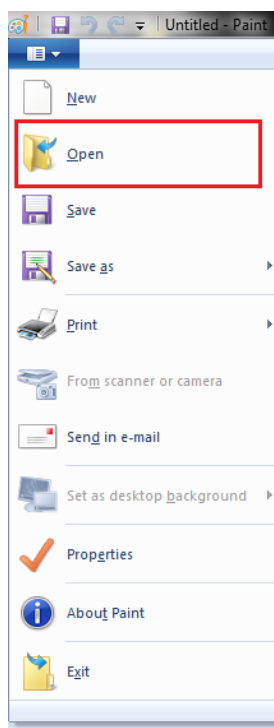 Untitled - Paint
New
Open
Save
Save as
Print
From scanner or camera
Send in e-mail
Set as desktop background
Properties
About Paint
Exit